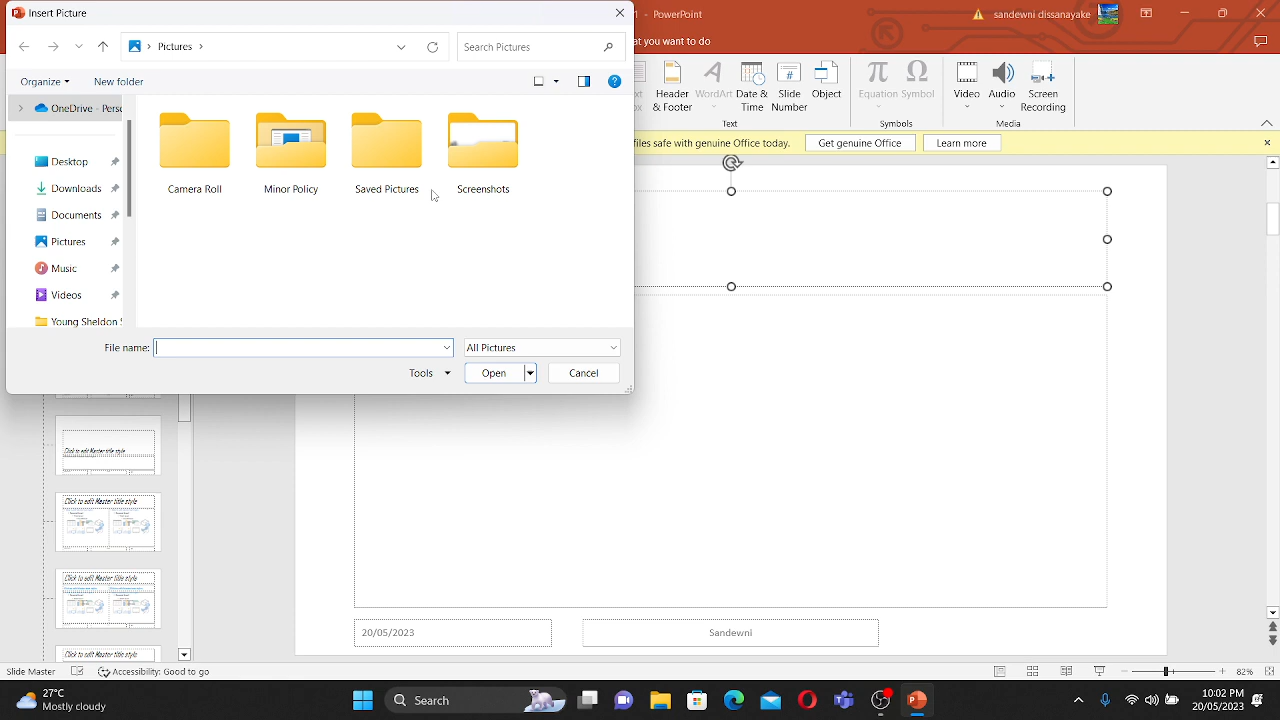 Insert Picture
1 - PowerPoint
sandewni dissanayake
Pictures
Search Pictures
at you want to do
Organize
New folder
OneDrive - Perso
Desktop
Downloads
Documents
Pictures
Music
Videos
Young Sheldon S
Camera Roll
Minor Policy
Saved Pictures
Screenshots
File name:
All Pictures
Tools
Open
Cancel
Header & Footer
WordArt
Date & Time
Slide Number
Object
Text
Equation
Symbol
Symbols
Video
Audio
Screen Recording
Media
files safe with genuine Office today.
Get genuine Office
Learn more
Click to edit Master title style
Click to edit Master title style
Click to edit Master title style
Click to edit Master title style
20/05/2023
Sandewni
Slide Master
Accessibility: Good to go
82%
27°C
Mostly cloudy
Search
10:02 PM
20/05/2023